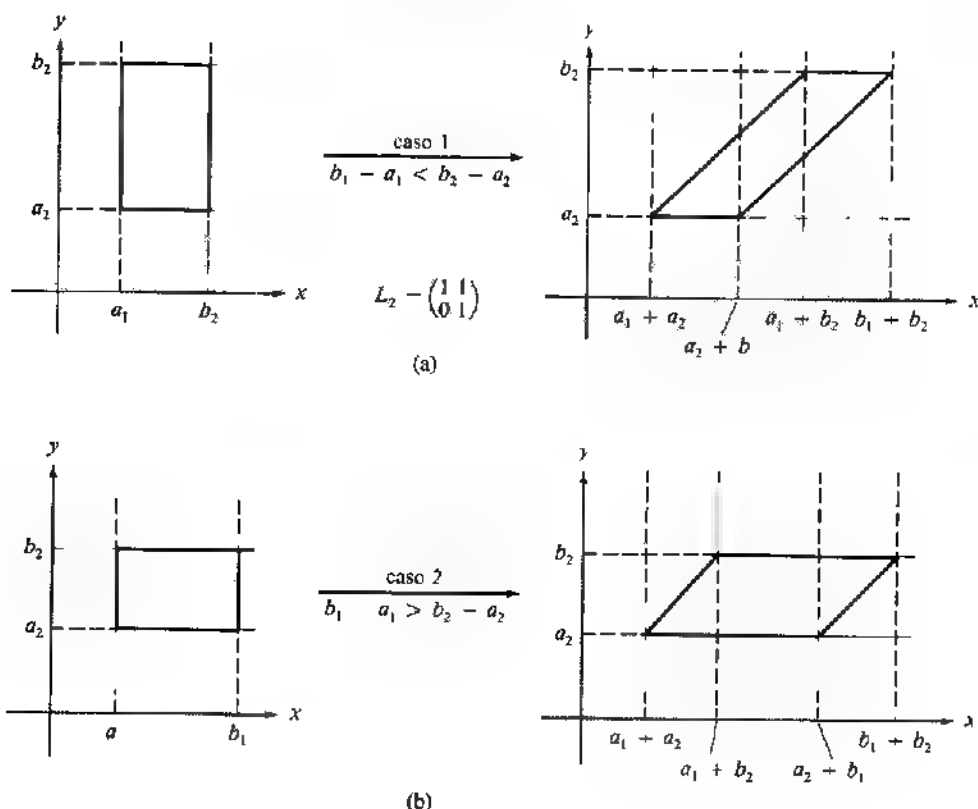 y
b₂
a₂
a₁ b₂ x
caso 1
b₁ − a₁ < b₂ − a₂
L₂ − (1 1
0 1)
y
b₂
a₂
x
a₁ + a₂ a₁ + b₂ b₁ + b₂
a₂ + b
(a)
y
b₂
a₂
a b₁ x
caso 2
b₁ a₁ > b₂ − a₂
y
b₂
a₂
x
a₁ + a₂ b₁ + b₂
a₁ + b₂ a₂ + b₁
(b)